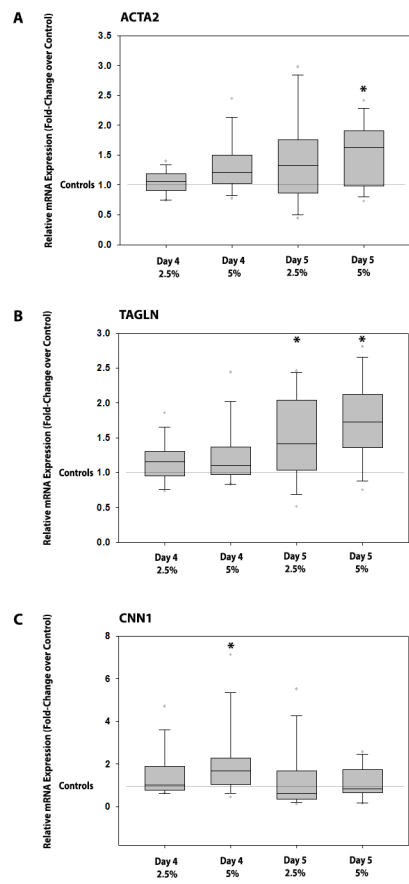 A
ACTA2
Relative mRNA Expression (Fold-Change over Control)
3.5
3.0
2.5
2.0
1.5
Controls 1.0
0.5
0.0
*
Day 4 Day 4 Day 5 Day 5
2.5% 5% 2.5% 5%
B
TAGLN
Relative mRNA Expression (Fold-Change over Control)
3.0
2.5
2.0
1.5
Controls 1.0
0.5
0.0
* *
Day 4 Day 4 Day 5 Day 5
2.5% 5% 2.5% 5%
C
CNN1
Relative mRNA Expression (Fold-Change over Control)
8
6
4
2
Controls
0
*
Day 4 Day 4 Day 5 Day 5
2.5% 5% 2.5% 5%